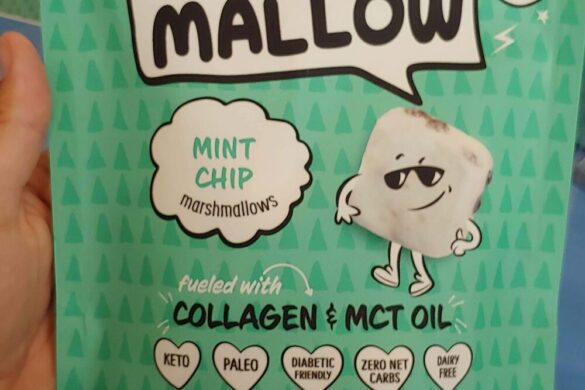 MALLOW
MINT
CHIP
marshmallows
fueled with
COLLAGEN & MCT OIL
KETO
PALEO
DIABETIC
FRIENDLY
ZERO NET
CARBS
DAIRY
FREE